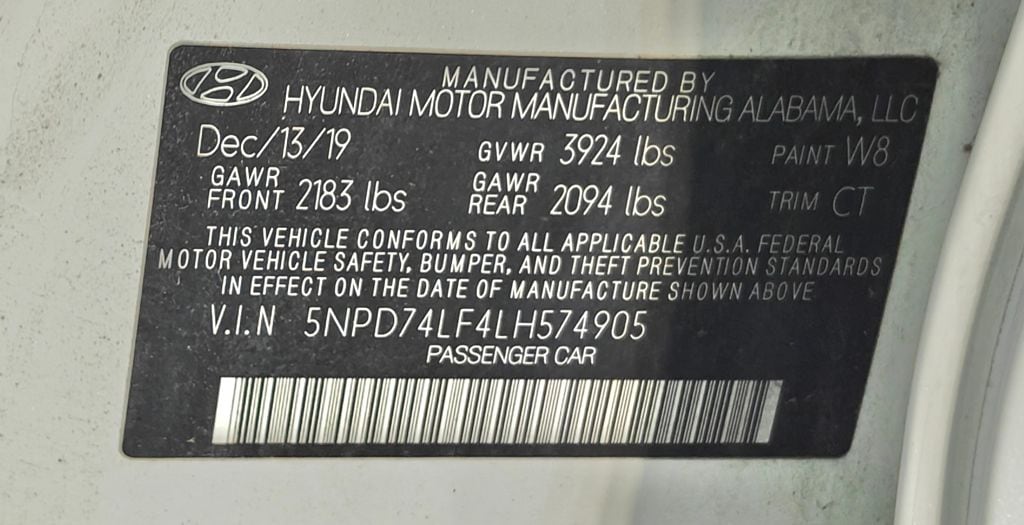 MANUFACTURED BY
HYUNDAI MOTOR MANUFACTURING ALABAMA, LLC
Dec/13/19 GVWR 3924 lbs PAINT W8
GAWR FRONT 2183 lbs GAWR REAR 2094 lbs TRIM CT
THIS VEHICLE CONFORMS TO ALL APPLICABLE U.S.A. FEDERAL
MOTOR VEHICLE SAFETY, BUMPER, AND THEFT PREVENTION STANDARDS
IN EFFECT ON THE DATE OF MANUFACTURE SHOWN ABOVE
V.I.N 5NPD74LF4LH574905
PASSENGER CAR